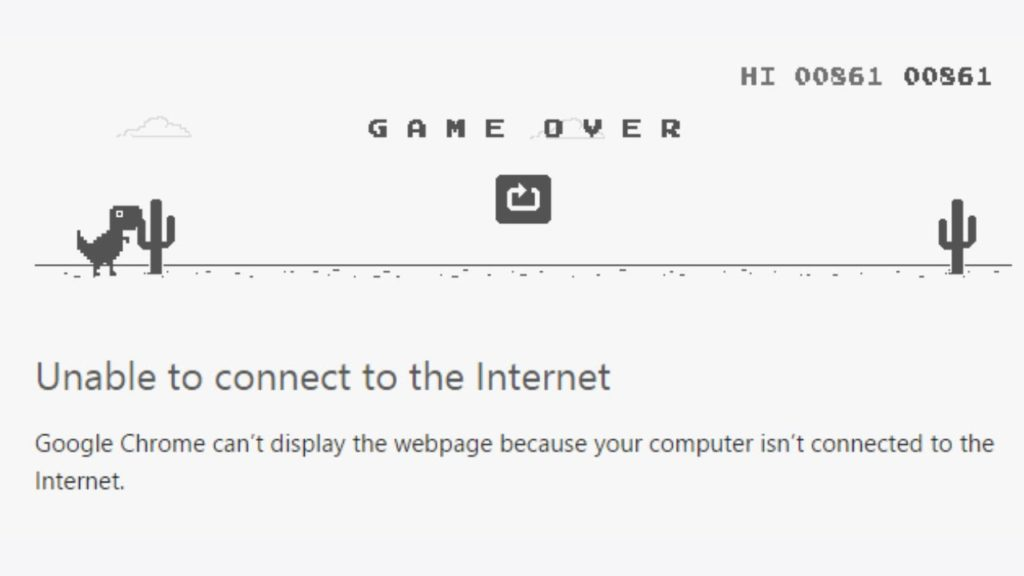 HI 00861 00861
GAME OVER
Unable to connect to the Internet
Google Chrome can't display the webpage because your computer isn't connected to the
Internet.